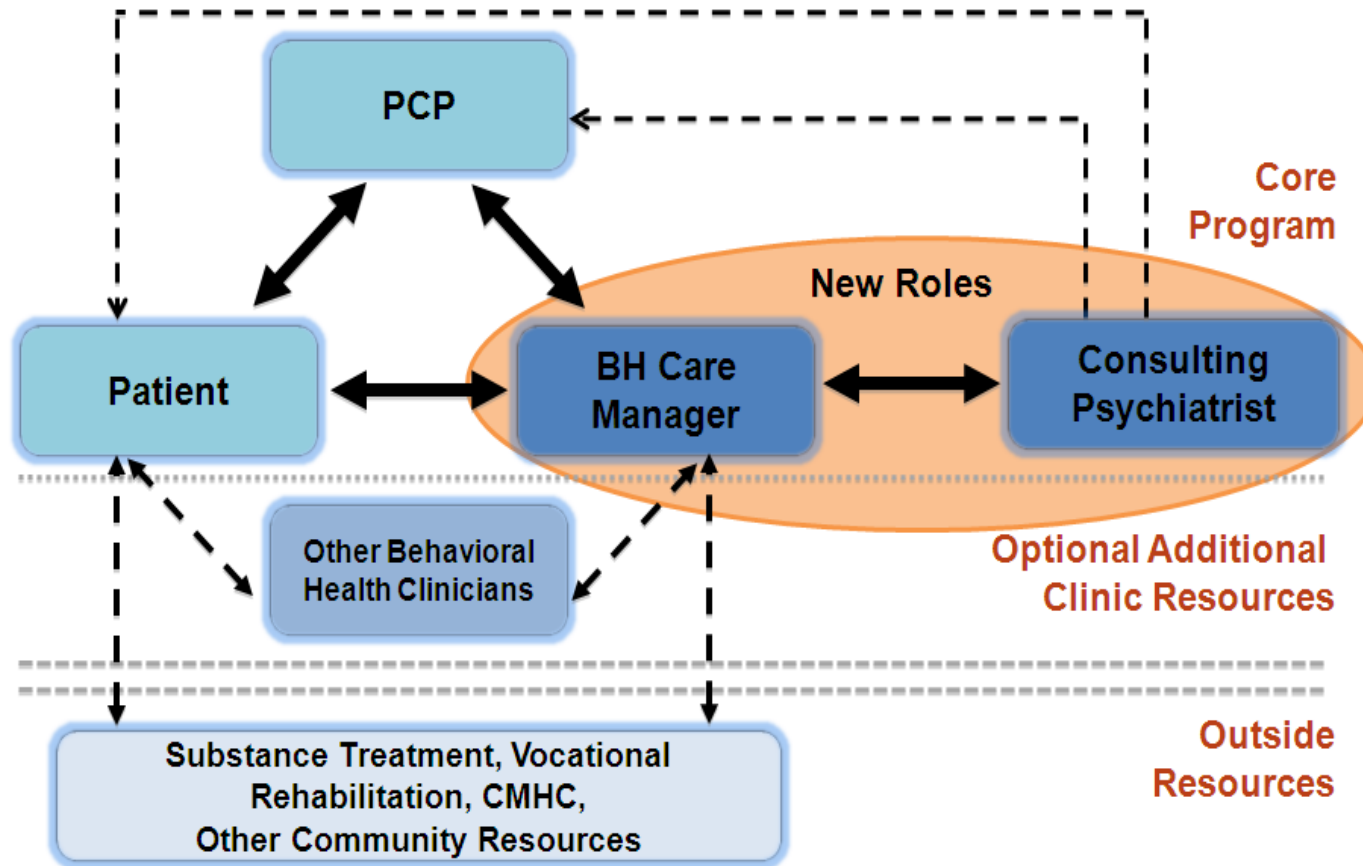 PCP
Core
Program
New Roles
Patient
BH Care
Manager
Consulting
Psychiatrist
Other Behavioral
Health Clinicians
Optional Additional
Clinic Resources
Substance Treatment, Vocational
Rehabilitation, CMHC,
Other Community Resources
Outside
Resources